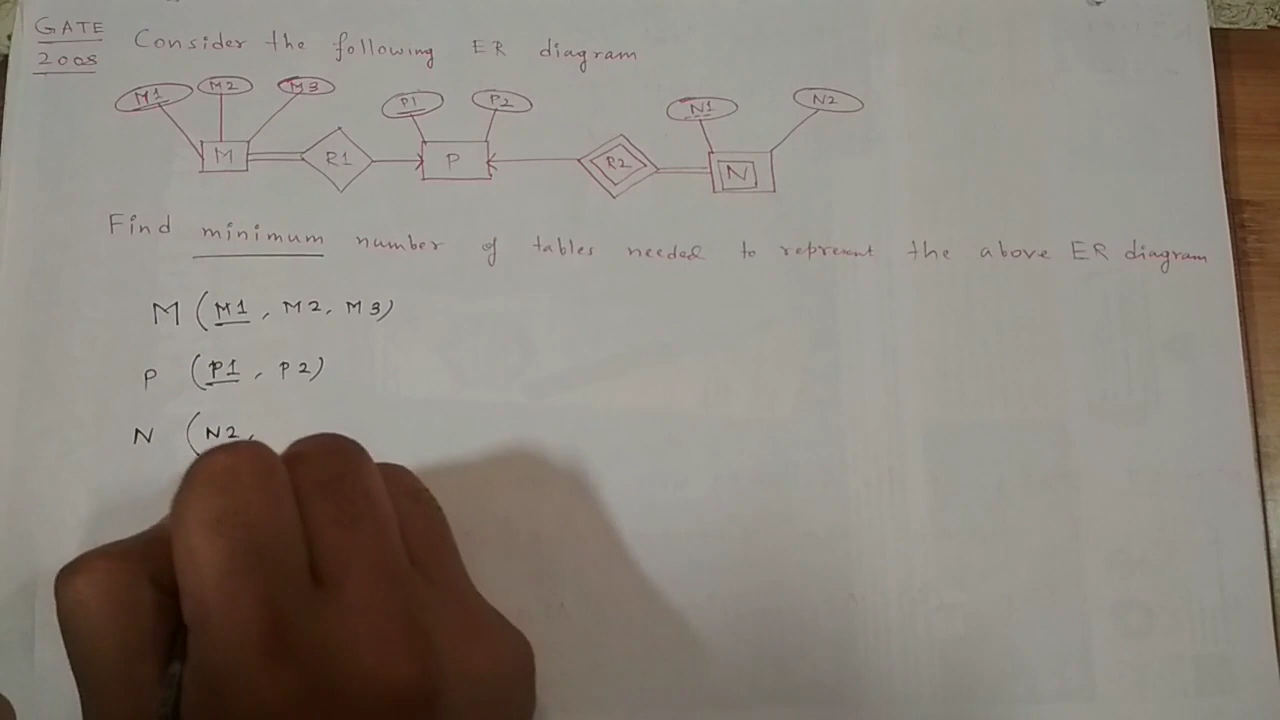 GATE
2008
Consider the following ER diagram
M1 M2 M3 P1 P2 N1 N2
M R1 P R2 N
Find minimum number of tables needed to represent the above ER diagram
M (M1, M2, M3)
P (P1, P2)
N (N2,